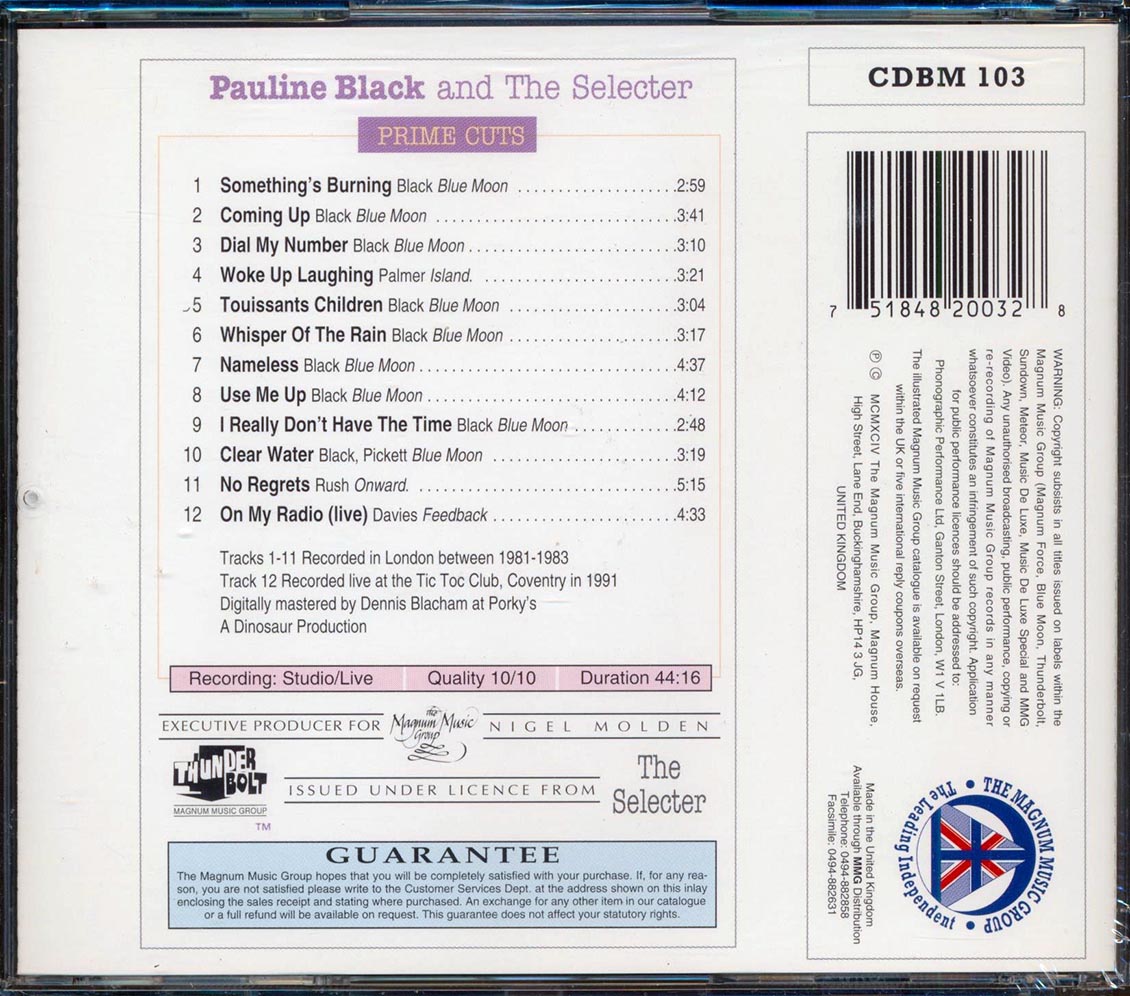 Pauline Black and The Selecter
PRIME CUTS
1 Something's Burning Black Blue Moon ..........2:59
2 Coming Up Black Blue Moon ..........3:41
3 Dial My Number Black Blue Moon ..........3:10
4 Woke Up Laughing Palmer Island. ..........3:21
5 Touissants Children Black Blue Moon ..........3:04
6 Whisper Of The Rain Black Blue Moon ..........3:17
7 Nameless Black Blue Moon ..........4:37
8 Use Me Up Black Blue Moon ..........4:12
9 I Really Don't Have The Time Black Blue Moon ..........2:48
10 Clear Water Black, Pickett Blue Moon ..........3:19
11 No Regrets Rush Onward. ..........5:15
12 On My Radio (live) Davies Feedback ..........4:33
Tracks 1-11 Recorded in London between 1981-1983
Track 12 Recorded live at the Tic Toc Club, Coventry in 1991
Digitally mastered by Dennis Blacham at Porky's
A Dinosaur Production
Recording: Studio/Live Quality 10/10 Duration 44:16
EXECUTIVE PRODUCER FOR the Magnum Music Group NIGEL MOLDEN
THUNDER BOLT
MAGNUM MUSIC GROUP
TM
ISSUED UNDER LICENCE FROM
The
Selecter
GUARANTEE
The Magnum Music Group hopes that you will be completely satisfied with your purchase. If, for any rea-
son, you are not satisfied please write to the Customer Services Dept. at the address shown on this inlay
enclosing the sales receipt and stating where purchased. An exchange for any other item in our catalogue
or a full refund will be available on request. This guarantee does not affect your statutory rights.
CDBM 103
7 51848 20032 8
WARNING: Copyright subsists in all titles issued on labels within the
Magnum Music Group (Magnum Force, Blue Moon, Thunderbolt,
Sundown, Meteor, Music De Luxe, Music De Luxe Special and MMG
Video). Any unauthorised broadcasting, public performance, copying or
re-recording of Magnum Music Group records in any manner
whatsoever constitutes an infringement of such copyright. Application
for public performance licences should be addressed to:
Phonographic Performance Ltd, Ganton Street, London, W1 V 1LB.
The illustrated Magnum Music Group catalogue is available on request
within the UK or five international reply coupons overseas.
℗ © MCMXCIV The Magnum Music Group, Magnum House,
High Street, Lane End, Buckinghamshire, HP14 3 JG,
UNITED KINGDOM
Made in the United Kingdom
Available through MMG Distribution
Telephone: 0494-882858
Facsimile: 0494-882631
• THE MAGNUM MUSIC GROUP •
The Leading Independent